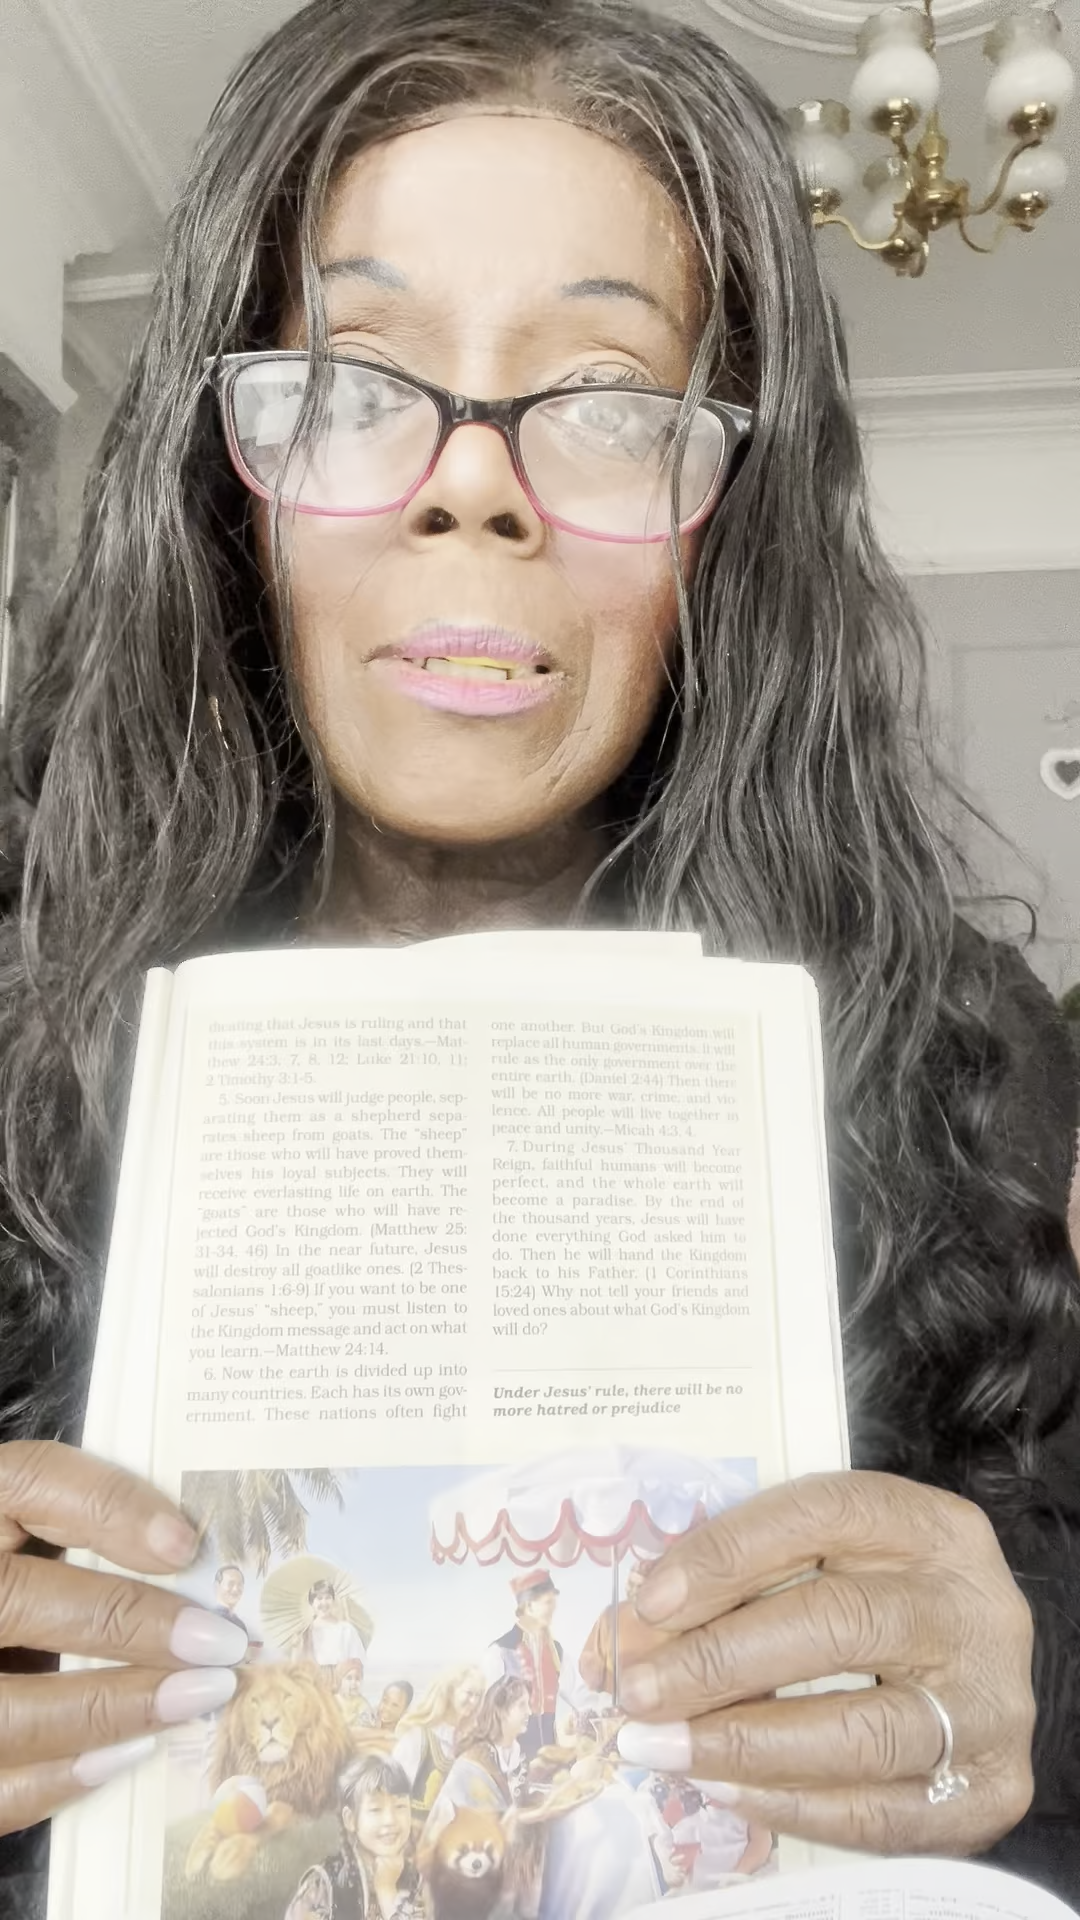 dicating that Jesus is ruling and that
this system is in its last days.—Mat-
thew 24:3, 7, 8, 12; Luke 21:10, 11;
2 Timothy 3:1-5.
5. Soon Jesus will judge people, sep-
arating them as a shepherd sepa-
rates sheep from goats. The “sheep”
are those who will have proved them-
selves his loyal subjects. They will
receive everlasting life on earth. The
“goats” are those who will have re-
jected God’s Kingdom. (Matthew 25:
31-34, 46) In the near future, Jesus
will destroy all goatlike ones. (2 Thes-
salonians 1:6-9) If you want to be one
of Jesus’ “sheep,” you must listen to
the Kingdom message and act on what
you learn.—Matthew 24:14.
6. Now the earth is divided up into
many countries. Each has its own gov-
ernment. These nations often fight
one another. But God’s Kingdom will
replace all human governments. It will
rule as the only government over the
entire earth. (Daniel 2:44) Then there
will be no more war, crime, and vio-
lence. All people will live together in
peace and unity.—Micah 4:3, 4.
7. During Jesus’ Thousand Year
Reign, faithful humans will become
perfect, and the whole earth will
become a paradise. By the end of
the thousand years, Jesus will have
done everything God asked him to
do. Then he will hand the Kingdom
back to his Father. (1 Corinthians
15:24) Why not tell your friends and
loved ones about what God’s Kingdom
will do?
Under Jesus’ rule, there will be no
more hatred or prejudice